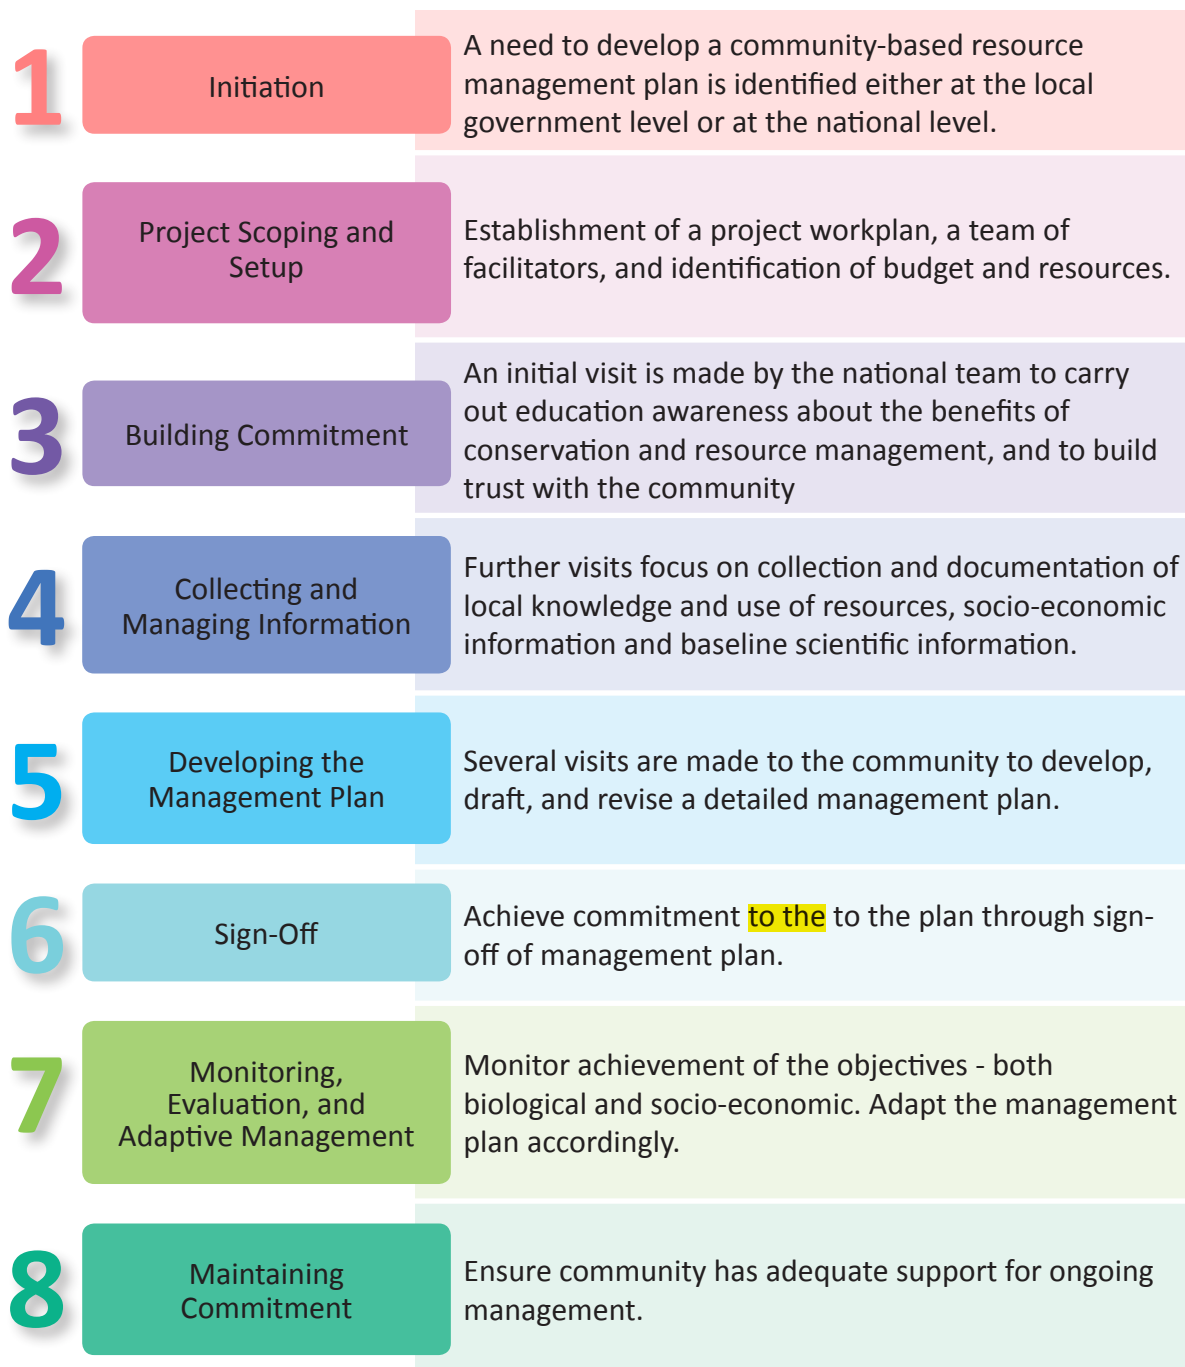 1
Initiation
A need to develop a community-based resource
management plan is identified either at the local
government level or at the national level.
2
Project Scoping and
Setup
Establishment of a project workplan, a team of
facilitators, and identification of budget and resources.
3
Building Commitment
An initial visit is made by the national team to carry
out education awareness about the benefits of
conservation and resource management, and to build
trust with the community
4
Collecting and
Managing Information
Further visits focus on collection and documentation of
local knowledge and use of resources, socio-economic
information and baseline scientific information.
5
Developing the
Management Plan
Several visits are made to the community to develop,
draft, and revise a detailed management plan.
6
Sign-Off
Achieve commitment to the to the plan through sign-
off of management plan.
7
Monitoring,
Evaluation, and
Adaptive Management
Monitor achievement of the objectives - both
biological and socio-economic. Adapt the management
plan accordingly.
8
Maintaining
Commitment
Ensure community has adequate support for ongoing
management.